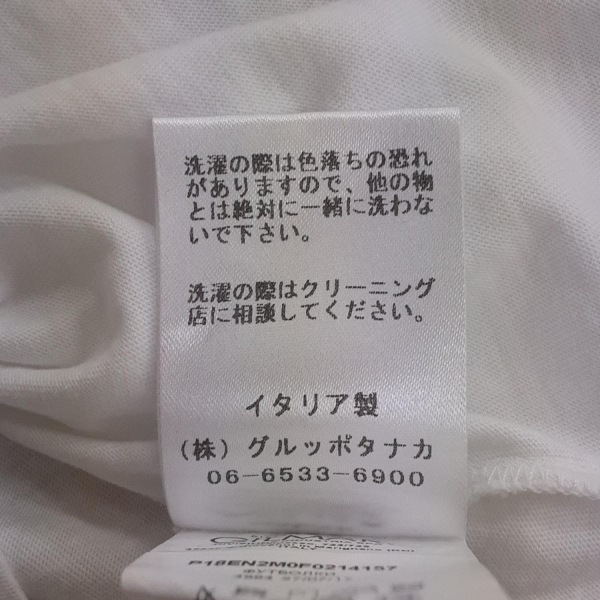 洗濯の際は色落ちの恐れ
がありますので、他の物
とは絶対に一緒に洗わな
いで下さい。
洗濯の際はクリーニング
店に相談してください。
イタリア製
（株）グルッポタナカ
06-6533-6900
P18EN2M0F0214157
ФУТБОЛКИ